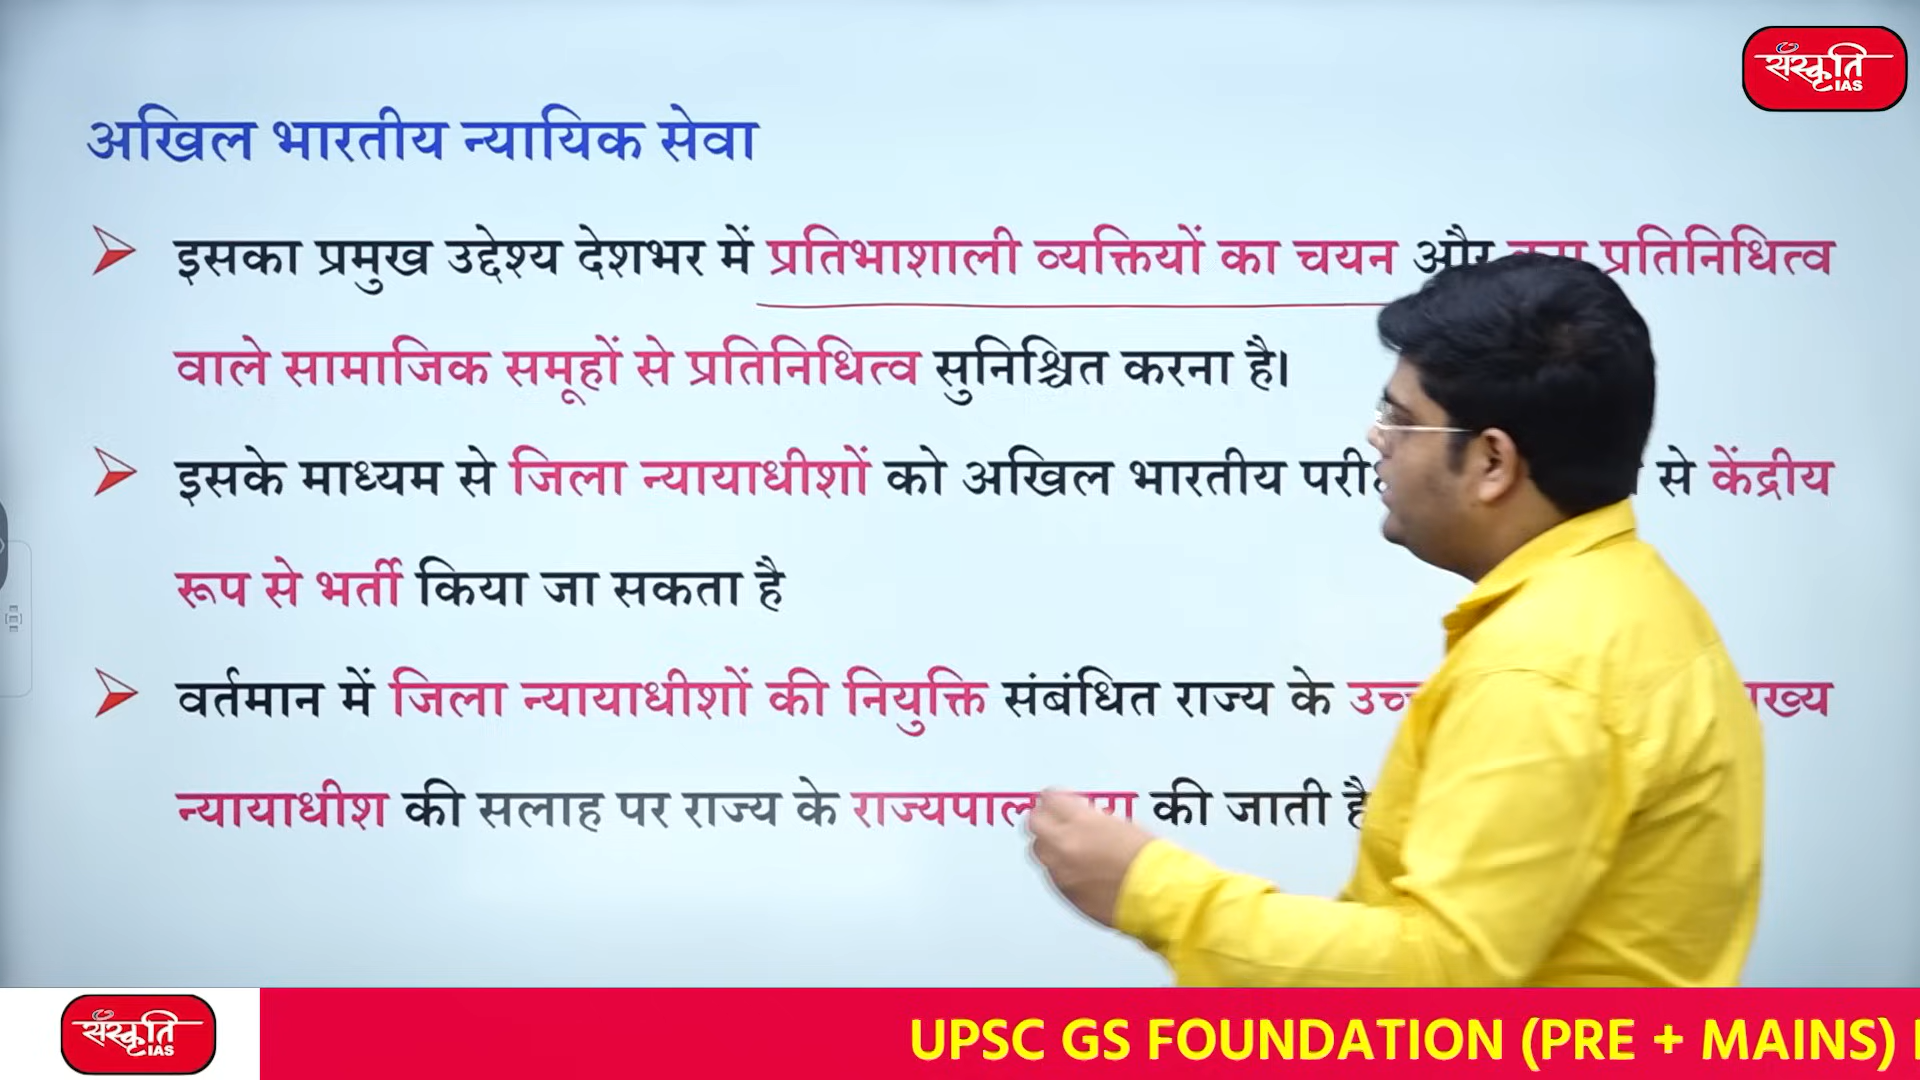 संस्कृति
IAS
अखिल भारतीय न्यायिक सेवा
इसका प्रमुख उद्देश्य देशभर में प्रतिभाशाली व्यक्तियों का चयन और प्रतिनिधित्व
वाले सामाजिक समूहों से प्रतिनिधित्व सुनिश्चित करना है।
इसके माध्यम से जिला न्यायाधीशों को अखिल भारतीय से केंद्रीय
रूप से भर्ती किया जा सकता है
वर्तमान में जिला न्यायाधीशों की नियुक्ति संबंधित राज्य के
न्यायाधीश की सलाह पर राज्य के राज्यपाल की जाती है
संस्कृति
IAS
UPSC GS FOUNDATION (PRE + MAINS)